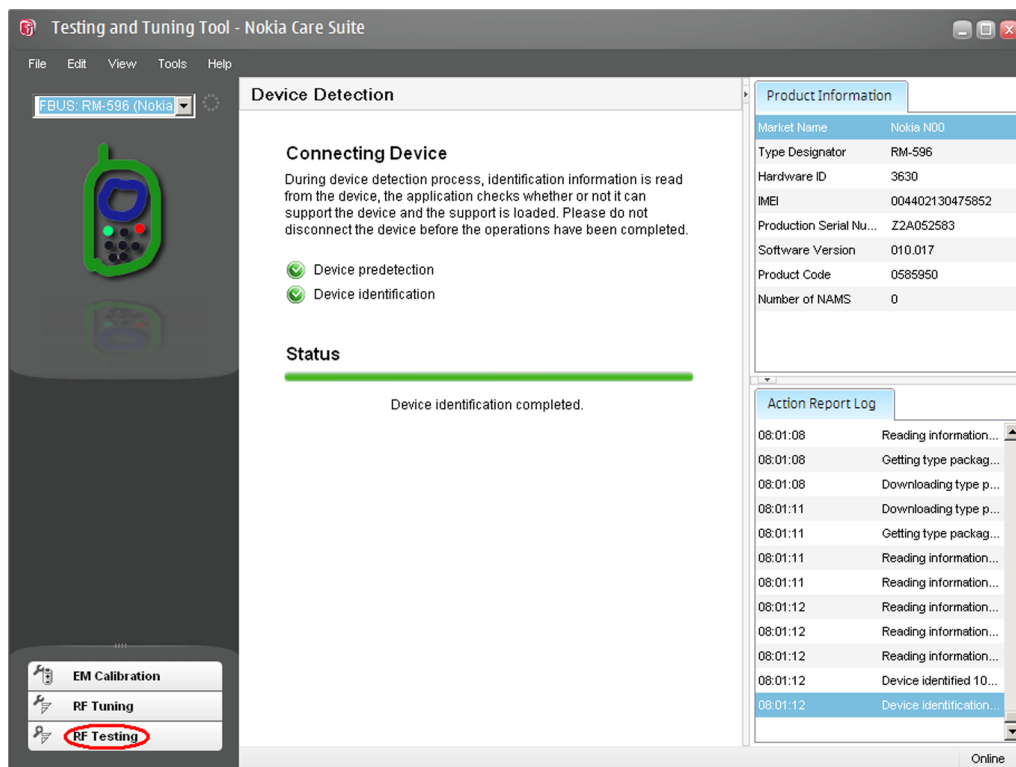 Testing and Tuning Tool - Nokia Care Suite
File Edit View Tools Help
FBUS: RM-596 (Nokia
Device Detection
Connecting Device
During device detection process, identification information is read
from the device, the application checks whether or not it can
support the device and the support is loaded. Please do not
disconnect the device before the operations have been completed.
Device predetection
Device identification
Status
Device identification completed.
EM Calibration
RF Tuning
RF Testing
Product Information
Market Name Nokia N00
Type Designator RM-596
Hardware ID 3630
IMEI 004402130475852
Production Serial Nu... Z2A052583
Software Version 010.017
Product Code 0585950
Number of NAMS 0
Action Report Log
08:01:08 Reading information...
08:01:08 Getting type packag...
08:01:08 Downloading type p...
08:01:11 Downloading type p...
08:01:11 Getting type packag...
08:01:11 Reading information...
08:01:11 Reading information...
08:01:12 Reading information...
08:01:12 Reading information...
08:01:12 Reading information...
08:01:12 Device identified 10...
08:01:12 Device identification...
Online